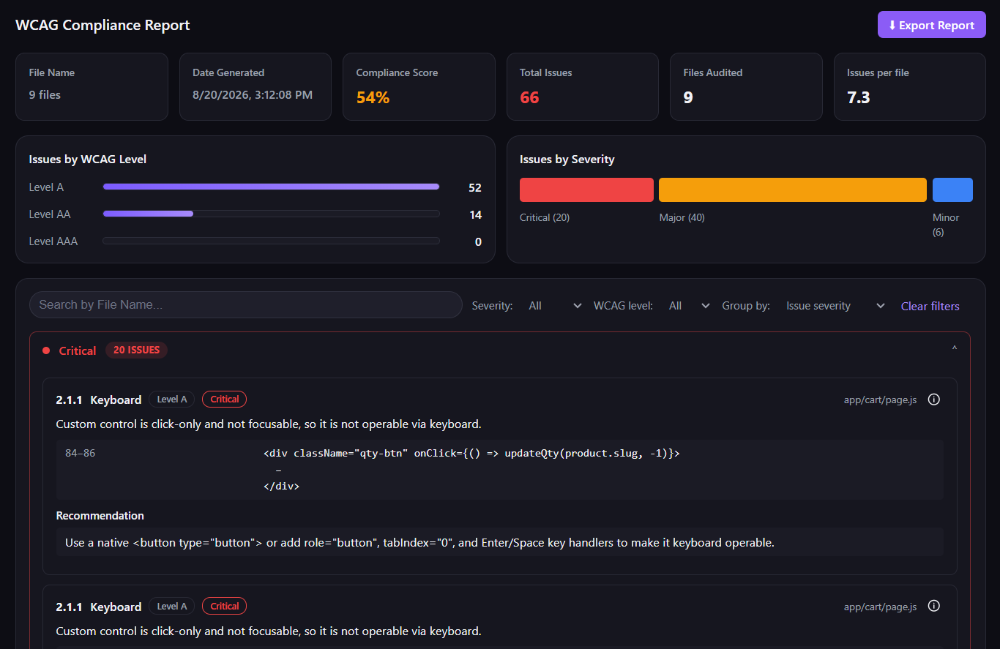 WCAG Compliance Report
⬇ Export Report
File Name
9 files
Date Generated
8/20/2026, 3:12:08 PM
Compliance Score
54%
Total Issues
66
Files Audited
9
Issues per file
7.3
Issues by WCAG Level
Level A 52
Level AA 14
Level AAA 0
Issues by Severity
Critical (20)
Major (40)
Minor
(6)
Search by File Name...
Severity: All
WCAG level: All
Group by: Issue severity
Clear filters
Critical 20 ISSUES
2.1.1 Keyboard Level A Critical app/cart/page.js
Custom control is click-only and not focusable, so it is not operable via keyboard.
84–86 <div className="qty-btn" onClick={() => updateQty(product.slug, -1)}>
–
</div>
Recommendation
Use a native <button type="button"> or add role="button", tabIndex="0", and Enter/Space key handlers to make it keyboard operable.
2.1.1 Keyboard Level A Critical app/cart/page.js
Custom control is click-only and not focusable, so it is not operable via keyboard.